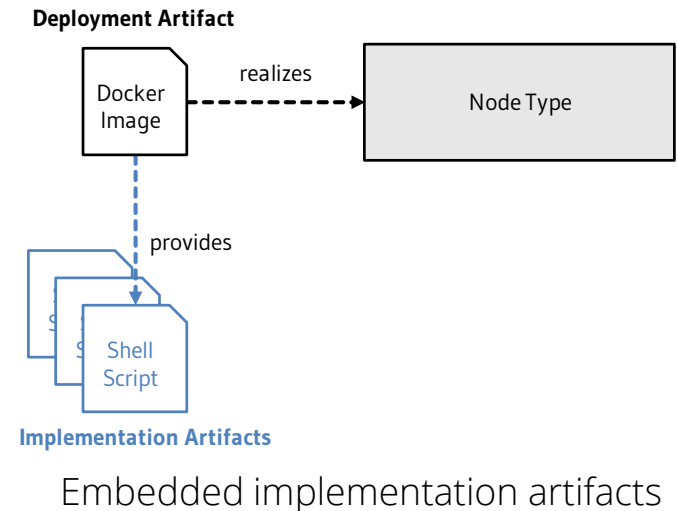 Deployment Artifact
realizes
Docker
Image
Node Type
provides
S
S
S
S
Shell
Script
Implementation Artifacts
Embedded implementation artifacts